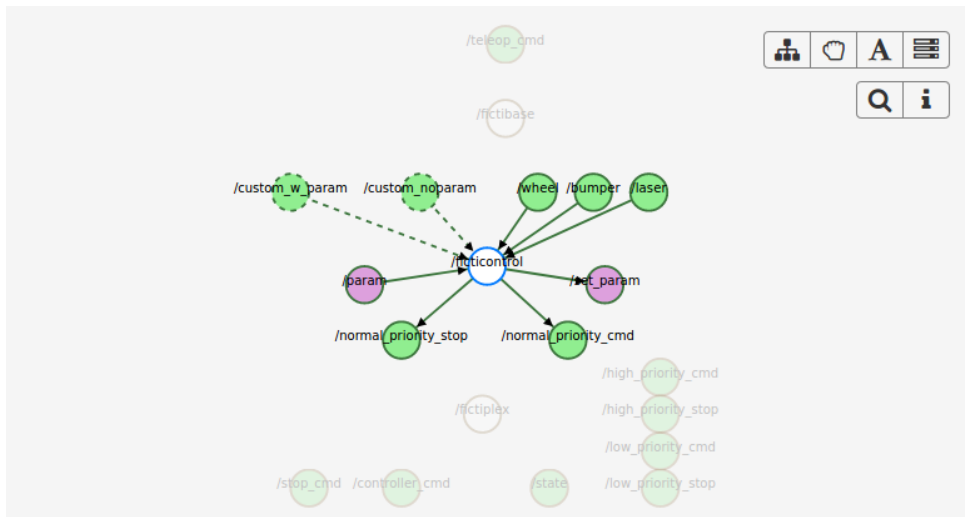 /teleop_cmd
A
i
/fictibase
/custom_w_param
/custom_noparam
/wheel
/bumper
/laser
/ficticontrol
/param
/set_param
/normal_priority_stop
/normal_priority_cmd
/high_priority_cmd
/fictiplex
/high_priority_stop
/low_priority_cmd
/stop_cmd
/controller_cmd
/state
/low_priority_stop